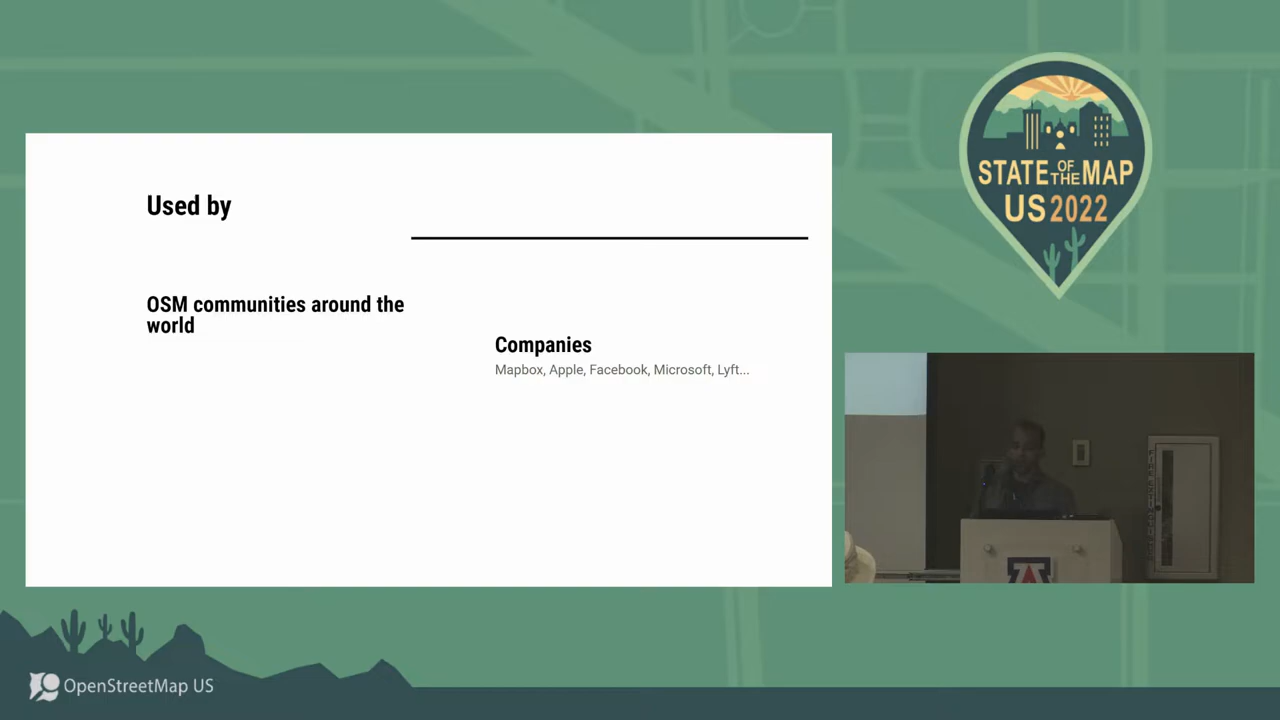 Used by
OSM communities around the
world
Companies
Mapbox, Apple, Facebook, Microsoft, Lyft...
STATE OF THE MAP
US 2022
OpenStreetMap US